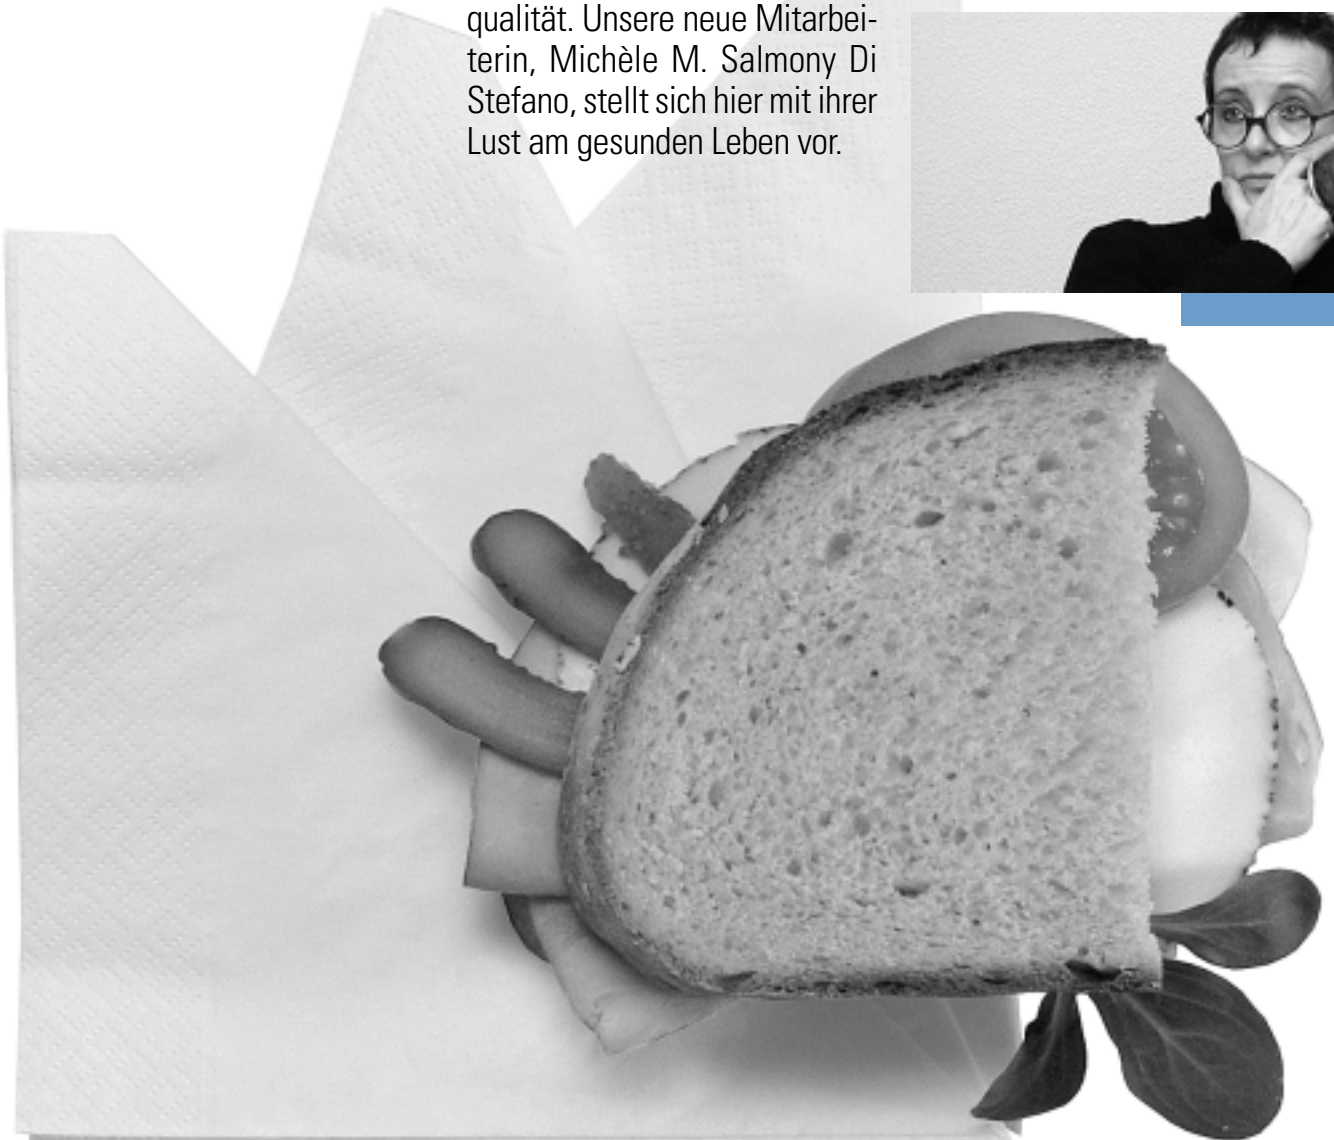 qualität. Unsere neue Mitarbei-
terin, Michèle M. Salmony Di
Stefano, stellt sich hier mit ihrer
Lust am gesunden Leben vor.